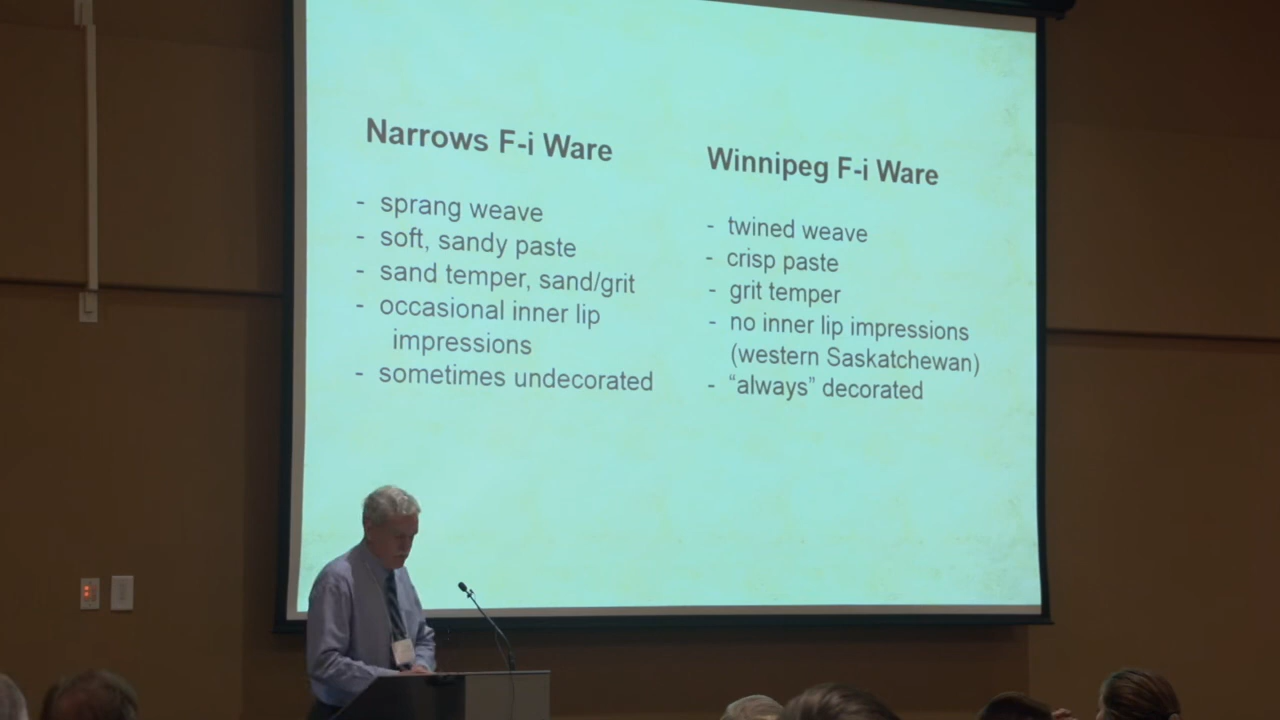 Narrows F-i Ware
- sprang weave
- soft, sandy paste
- sand temper, sand/grit
- occasional inner lip
impressions
- sometimes undecorated
Winnipeg F-i Ware
- twined weave
- crisp paste
- grit temper
- no inner lip impressions
(western Saskatchewan)
- “always” decorated